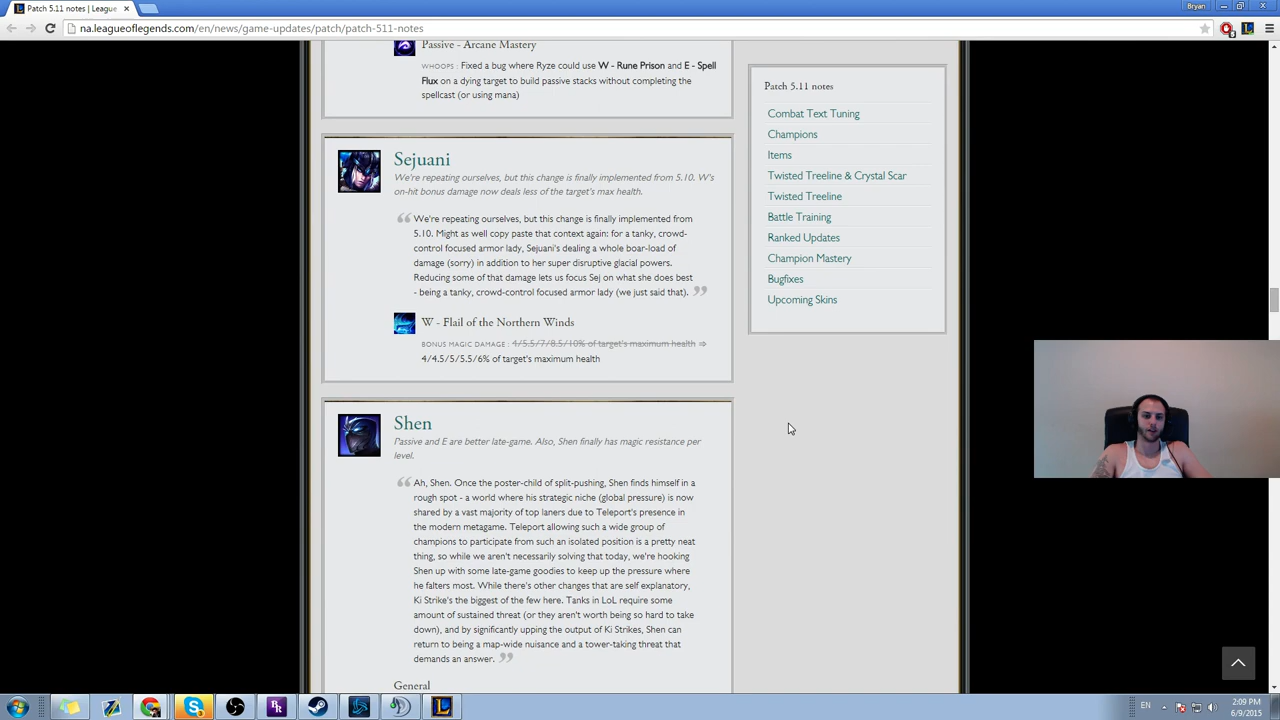 Patch 5.11 notes | League
Bryan
na.leagueoflegends.com/en/news/game-updates/patch/patch-511-notes
Passive - Arcane Mastery
WHOOPS : Fixed a bug where Ryze could use W - Rune Prison and E - Spell
Flux on a dying target to build passive stacks without completing the
spellcast (or using mana)
Patch 5.11 notes
Combat Text Tuning
Champions
Items
Twisted Treeline & Crystal Scar
Twisted Treeline
Battle Training
Ranked Updates
Champion Mastery
Bugfixes
Upcoming Skins
Sejuani
We're repeating ourselves, but this change is finally implemented from 5.10. W's
on-hit bonus damage now deals less of the target's max health.
We're repeating ourselves, but this change is finally implemented from
5.10. Might as well copy paste that context again: for a tanky, crowd-
control focused armor lady, Sejuani's dealing a whole boar-load of
damage (sorry) in addition to her super disruptive glacial powers.
Reducing some of that damage lets us focus Sej on what she does best
- being a tanky, crowd-control focused armor lady (we just said that).
W - Flail of the Northern Winds
BONUS MAGIC DAMAGE : 4/5.5/7/8.5/10% of target's maximum health ⇒
4/4.5/5/5.5/6% of target's maximum health
Shen
Passive and E are better late-game. Also, Shen finally has magic resistance per
level.
Ah, Shen. Once the poster-child of split-pushing, Shen finds himself in a
rough spot - a world where his strategic niche (global pressure) is now
shared by a vast majority of top laners due to Teleport's presence in
the modern metagame. Teleport allowing such a wide group of
champions to participate from such an isolated position is a pretty neat
thing, so while we aren't necessarily solving that today, we're hooking
Shen up with some late-game goodies to keep up the pressure where
he falters most. While there's other changes that are self explanatory,
Ki Strike's the biggest of the few here. Tanks in LoL require some
amount of sustained threat (or they aren't worth being so hard to take
down), and by significantly upping the output of Ki Strikes, Shen can
return to being a map-wide nuisance and a tower-taking threat that
demands an answer.
General
EN
2:09 PM
6/9/2015